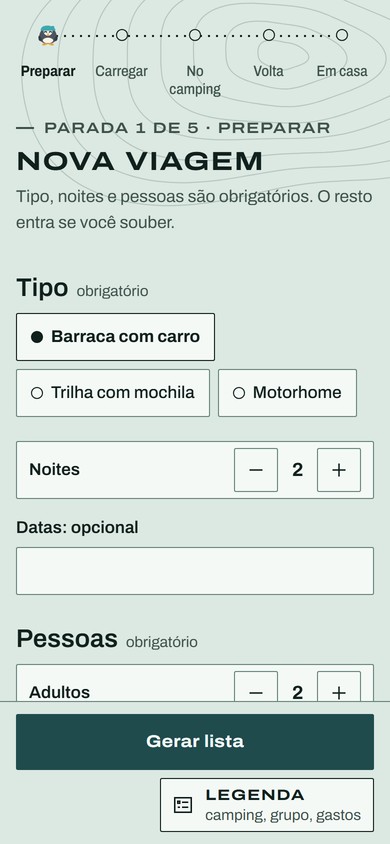 Preparar
Carregar
No
camping
Volta
Em casa
PARADA 1 DE 5 · PREPARAR
NOVA VIAGEM
Tipo, noites e pessoas são obrigatórios. O resto
entra se você souber.
Tipo obrigatório
Barraca com carro
Trilha com mochila
Motorhome
Noites
2
Datas: opcional
Pessoas obrigatório
Adultos
2
Gerar lista
LEGENDA
camping, grupo, gastos